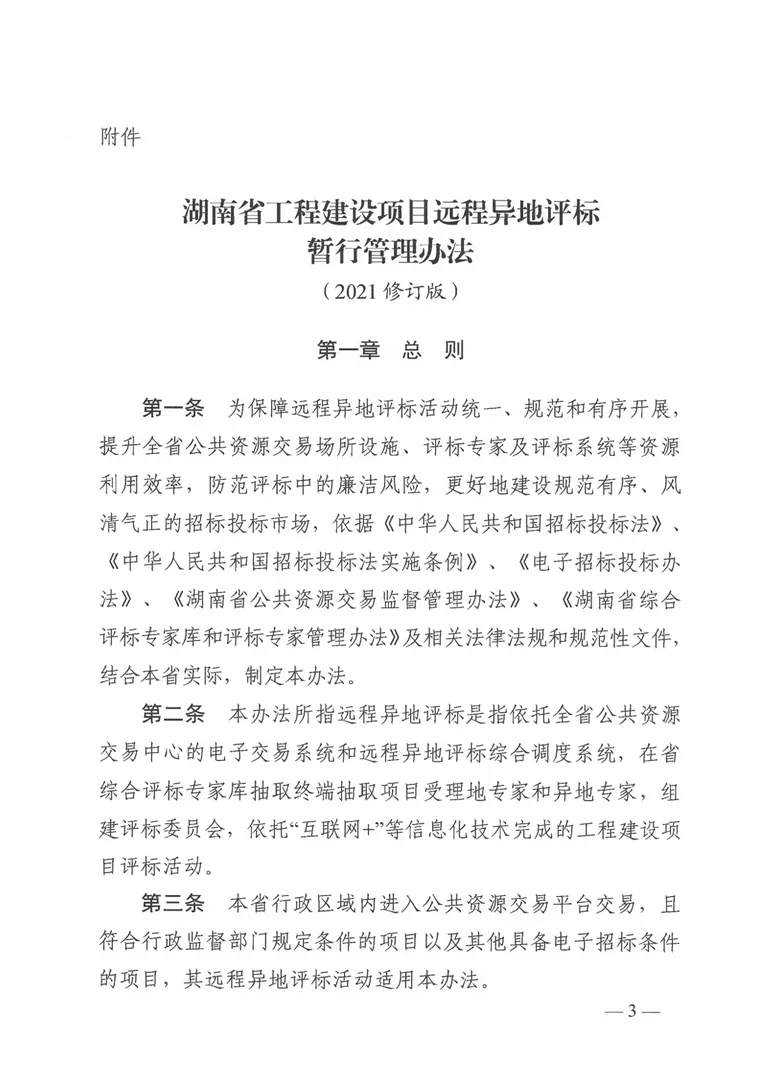 附件
湖南省工程建设项目远程异地评标
暂行管理办法
（2021 修订版）
第一章 总 则
第一条 为保障远程异地评标活动统一、规范和有序开展，
提升全省公共资源交易场所设施、评标专家及评标系统等资源
利用效率，防范评标中的廉洁风险，更好地建设规范有序、风
清气正的招标投标市场，依据《中华人民共和国招标投标法》、
《中华人民共和国招标投标法实施条例》、《电子招标投标办
法》、《湖南省公共资源交易监督管理办法》、《湖南省综合
评标专家库和评标专家管理办法》及相关法律法规和规范性文件，
结合本省实际，制定本办法。
第二条 本办法所指远程异地评标是指依托全省公共资源
交易中心的电子交易系统和远程异地评标综合调度系统，在省
综合评标专家库抽取终端抽取项目受理地专家和异地专家，组
建评标委员会，依托“互联网+”等信息化技术完成的工程建设项
目评标活动。
第三条 本省行政区域内进入公共资源交易平台交易，且
符合行政监督部门规定条件的项目以及其他具备电子招标条件
的项目，其远程异地评标活动适用本办法。
— 3 —